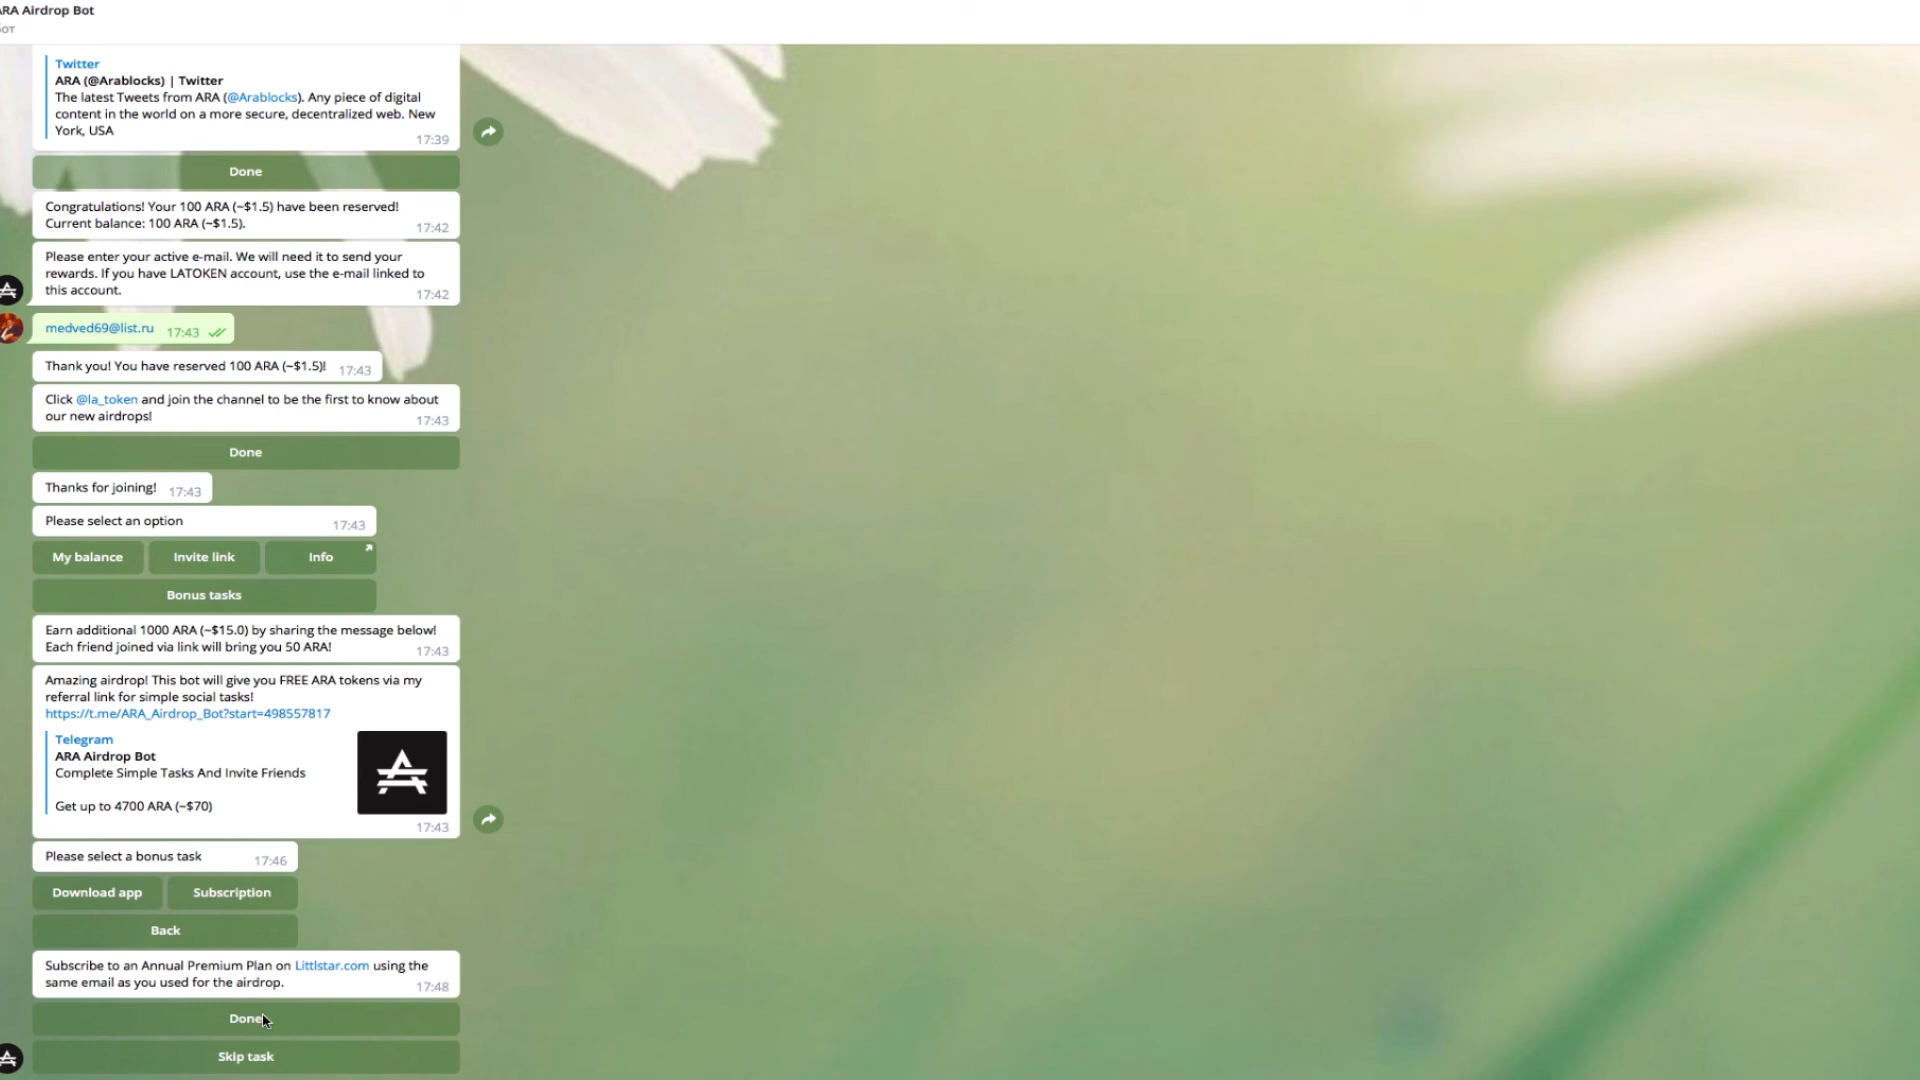 ARA Airdrop Bot
бот
Twitter
ARA (@Arablocks) | Twitter
The latest Tweets from ARA (@Arablocks). Any piece of digital
content in the world on a more secure, decentralized web. New
York, USA
17:39
Done
Congratulations! Your 100 ARA (~$1.5) have been reserved!
Current balance: 100 ARA (~$1.5).
17:42
Please enter your active e-mail. We will need it to send your
rewards. If you have LATOKEN account, use the e-mail linked to
this account.
17:42
medved69@list.ru 17:43
Thank you! You have reserved 100 ARA (~$1.5)! 17:43
Click @la_token and join the channel to be the first to know about
our new airdrops!
17:43
Done
Thanks for joining! 17:43
Please select an option 17:43
My balance Invite link Info
Bonus tasks
Earn additional 1000 ARA (~$15.0) by sharing the message below!
Each friend joined via link will bring you 50 ARA!
17:43
Amazing airdrop! This bot will give you FREE ARA tokens via my
referral link for simple social tasks!
https://t.me/ARA_Airdrop_Bot?start=498557817
Telegram
ARA Airdrop Bot
Complete Simple Tasks And Invite Friends
Get up to 4700 ARA (~$70)
17:43
Please select a bonus task 17:46
Download app Subscription
Back
Subscribe to an Annual Premium Plan on Littlstar.com using the
same email as you used for the airdrop.
17:48
Done
Skip task